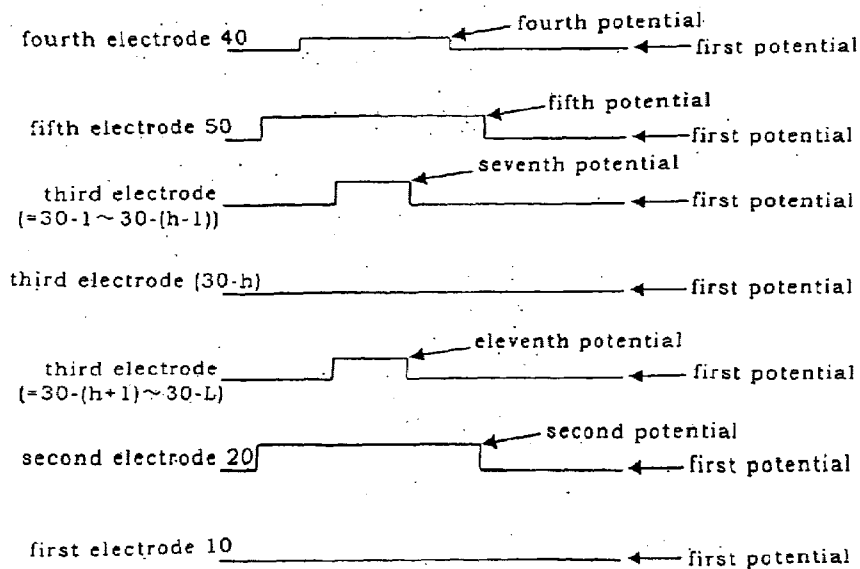 fourth potential
fourth electrode 40
first potential
fifth potential
fifth electrode 50
first potential
seventh potential
third electrode
(=30-1~30-(h-1))
first potential
third electrode (30-h)
first potential
eleventh potential
third electrode
(=30-(h+1)~30-L)
first potential
second potential
second electrode 20
first potential
first electrode 10
first potential